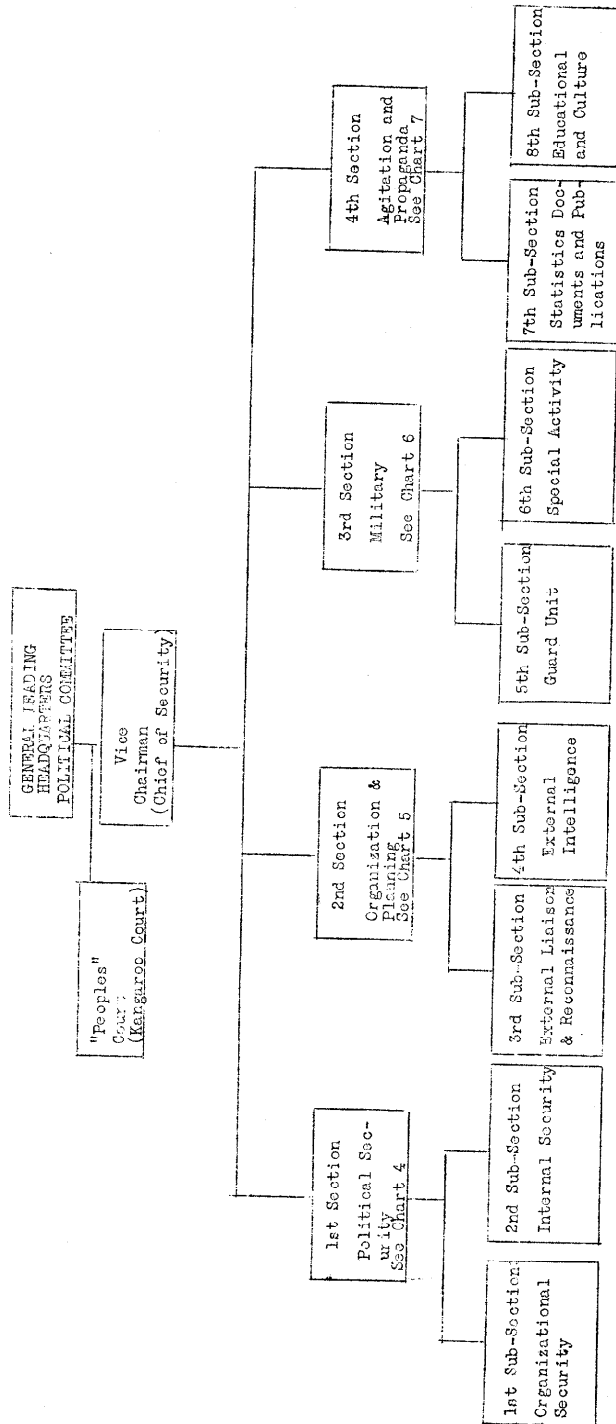 GENERAL LEADING
HEADQUARTERS
POLITICAL COMMITTEE
"Peoples"
Court
(Kangaroo Court)
Vice
Chairman
(Chief of Security)
1st Section
Political Sec-
urity
See Chart 4
2nd Section
Organization &
Planning
See Chart 5
3rd Section
Military
See Chart 6
4th Section
Agitation and
Propaganda
See Chart 7
1st Sub-Section
Organizational
Security
2nd Sub-Section
Internal Security
3rd Sub-Section
External Liaison
& Reconnaissance
4th Sub-Section
External
Intelligence
5th Sub-Section
Guard Unit
6th Sub-Section
Special Activity
7th Sub-Section
Statistics Doc-
uments and Pub-
lications
8th Sub-Section
Educational
and Culture